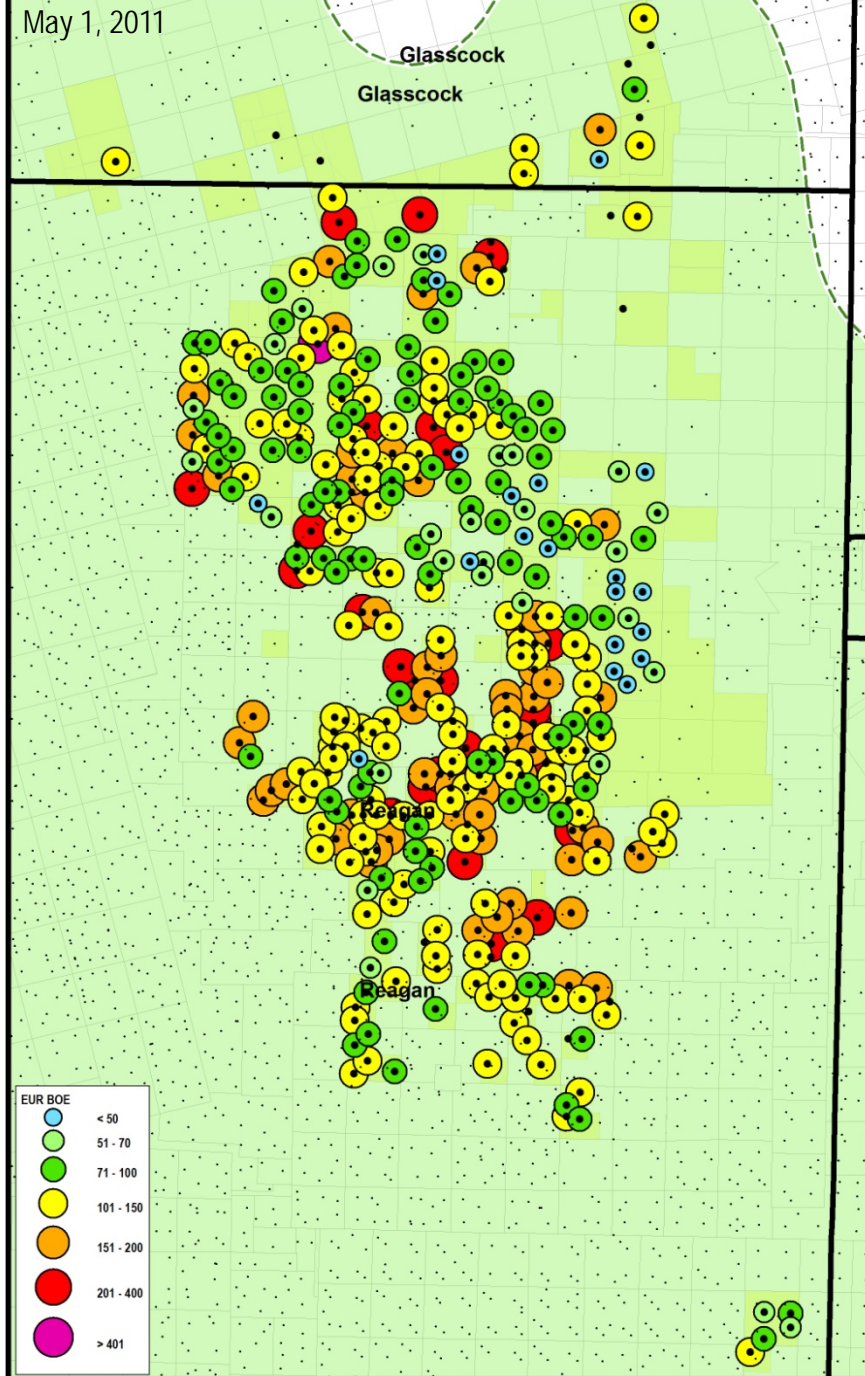 May 1, 2011
Glasscock
Glasscock
Reagan
Reagan
EUR BOE
< 50
51 - 70
71 - 100
101 - 150
151 - 200
201 - 400
> 401